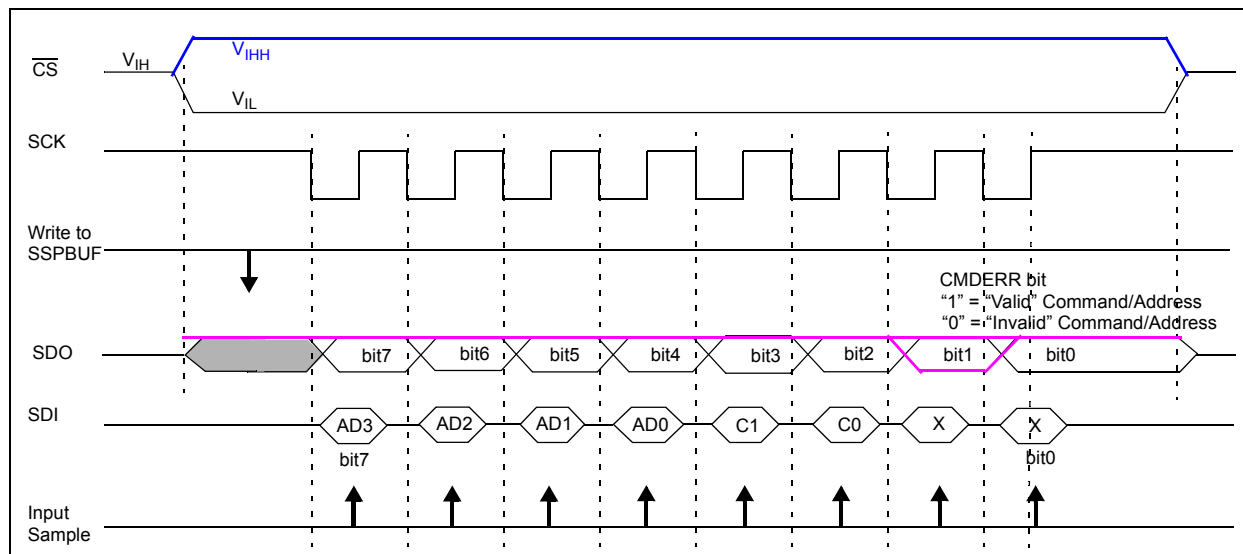 CS
VIH
VIHH
VIL
SCK
Write to
SSPBUF
CMDERR bit
“1” = “Valid” Command/Address
“0” = “Invalid” Command/Address
SDO
bit7 bit6 bit5 bit4 bit3 bit2 bit1 bit0
SDI
AD3 AD2 AD1 AD0 C1 C0 X X
bit7 bit0
Input
Sample